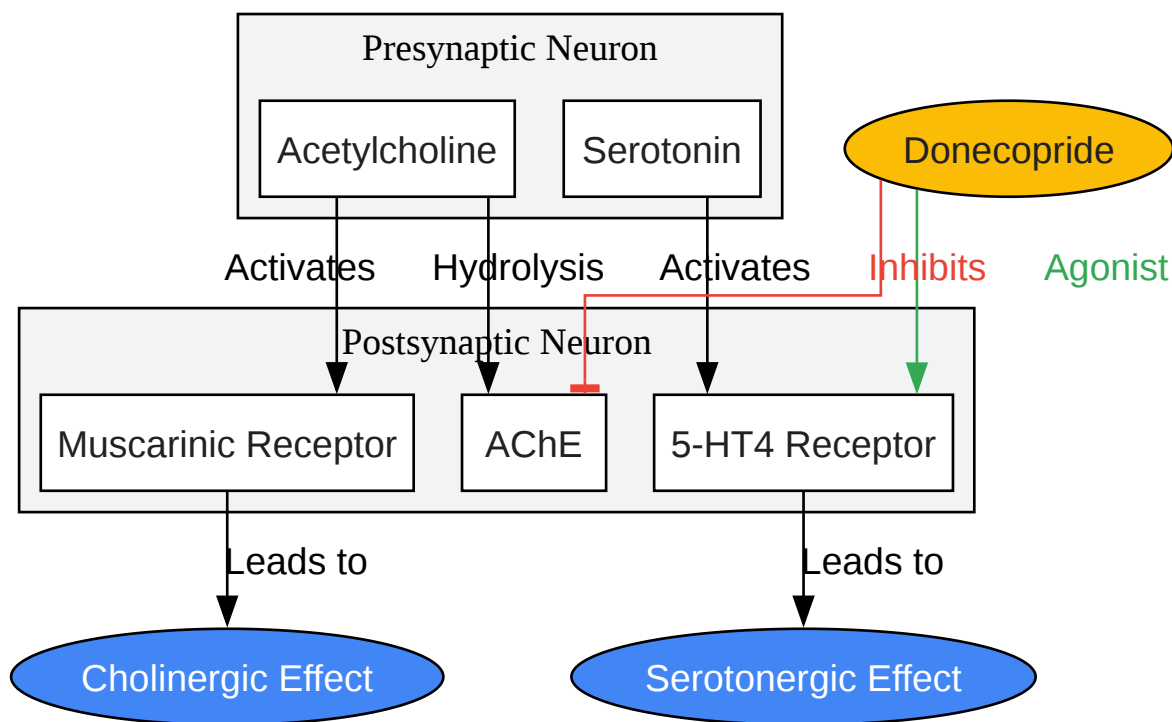 Presynaptic Neuron
Acetylcholine
Serotonin
Donecopride
Activates
Hydrolysis
Activates
Inhibits
Agonist
Postsynaptic Neuron
Muscarinic Receptor
AChE
5-HT4 Receptor
Leads to
Leads to
Cholinergic Effect
Serotonergic Effect